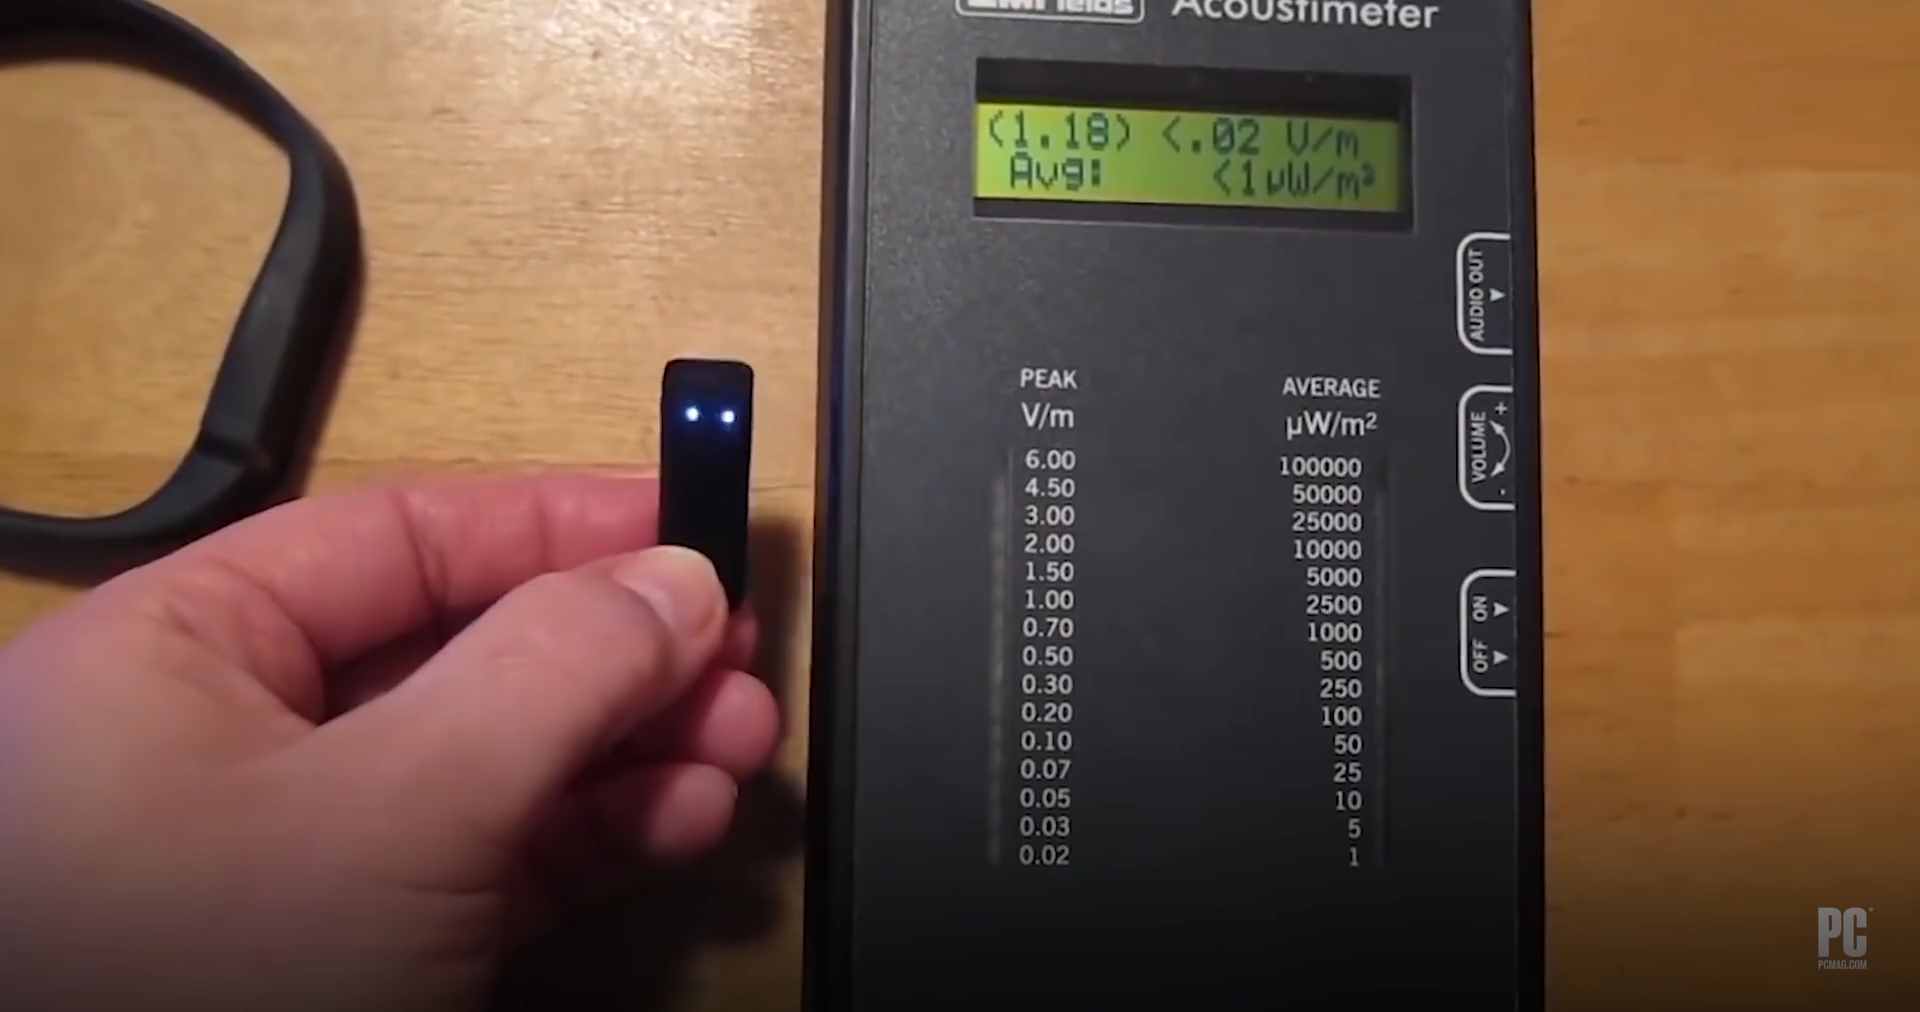 EMFields Acoustimeter
(1.18) <.02 V/m
Avg: <1µW/m²
AUDIO OUT
PEAK AVERAGE
V/m µW/m²
VOLUME
- +
6.00 100000
4.50 50000
3.00 25000
2.00 10000
1.50 5000
1.00 2500
0.70 1000
0.50 500
0.30 250
0.20 100
0.10 50
0.07 25
0.05 10
0.03 5
0.02 1
OFF ON
PC
PCMAG.COM